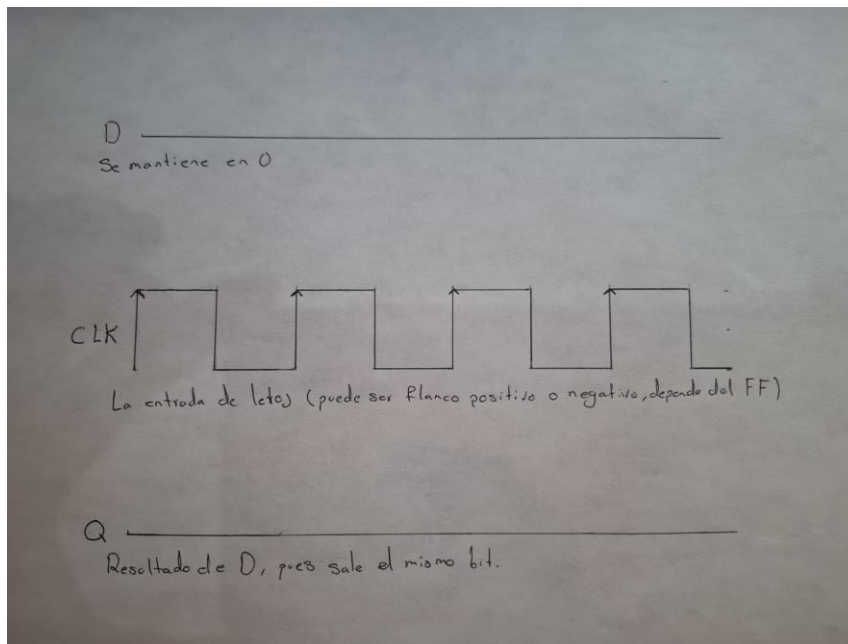 D
Se mantiene en 0
CLK
La entrada de (puede ser flanco positivo o negativo, depende del FF)
Q
Resultado de D, pues sale el mismo bit.